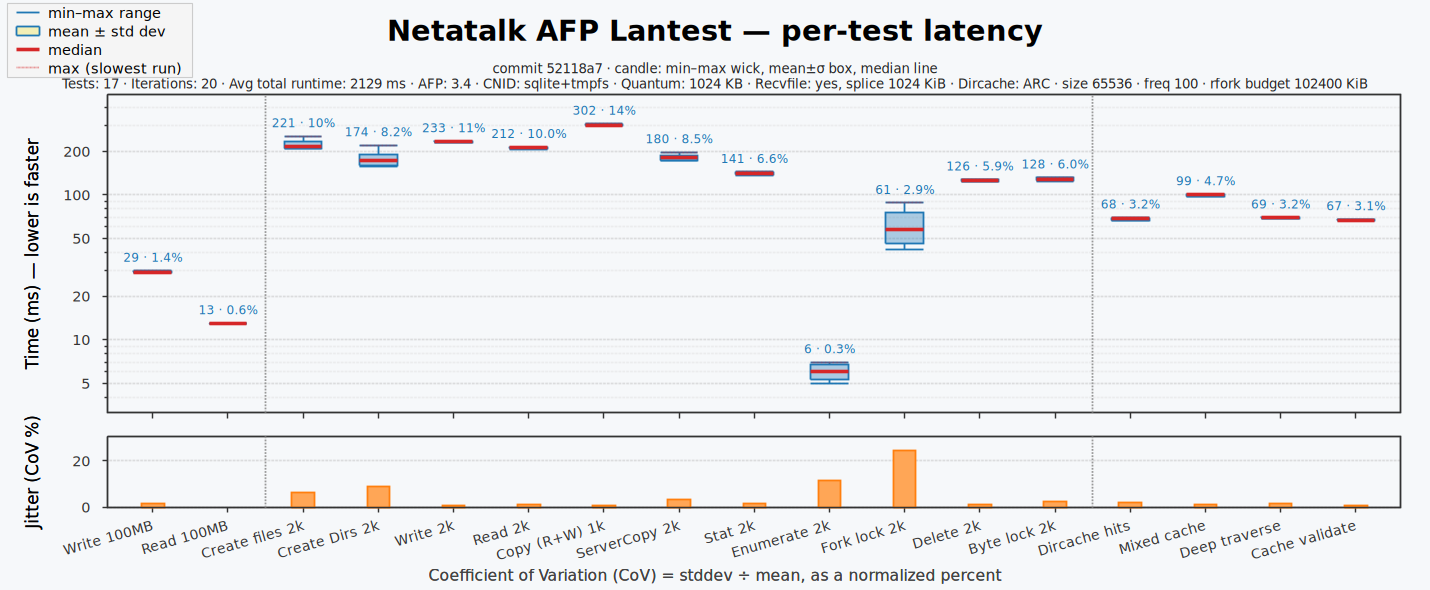 min–max range
mean ± std dev
median
max (slowest run)
Netatalk AFP Lantest — per-test latency
commit 52118a7 · candle: min–max wick, mean±σ box, median line
Tests: 17 · Iterations: 20 · Avg total runtime: 2129 ms · AFP: 3.4 · CNID: sqlite+tmpfs · Quantum: 1024 KB · Recvfile: yes, splice 1024 KiB · Dircache: ARC · size 65536 · freq 100 · rfork budget 102400 KiB
Time (ms) — lower is faster
200
100
50
20
10
5
29 · 1.4%
13 · 0.6%
221 · 10%
174 · 8.2%
233 · 11%
212 · 10.0%
302 · 14%
180 · 8.5%
141 · 6.6%
6 · 0.3%
61 · 2.9%
126 · 5.9%
128 · 6.0%
68 · 3.2%
99 · 4.7%
69 · 3.2%
67 · 3.1%
Jitter (CoV %)
20
0
Write 100MB
Read 100MB
Create files 2k
Create Dirs 2k
Write 2k
Read 2k
Copy (R+W) 1k
ServerCopy 2k
Stat 2k
Enumerate 2k
Fork lock 2k
Delete 2k
Byte lock 2k
Dircache hits
Mixed cache
Deep traverse
Cache validate
Coefficient of Variation (CoV) = stddev ÷ mean, as a normalized percent